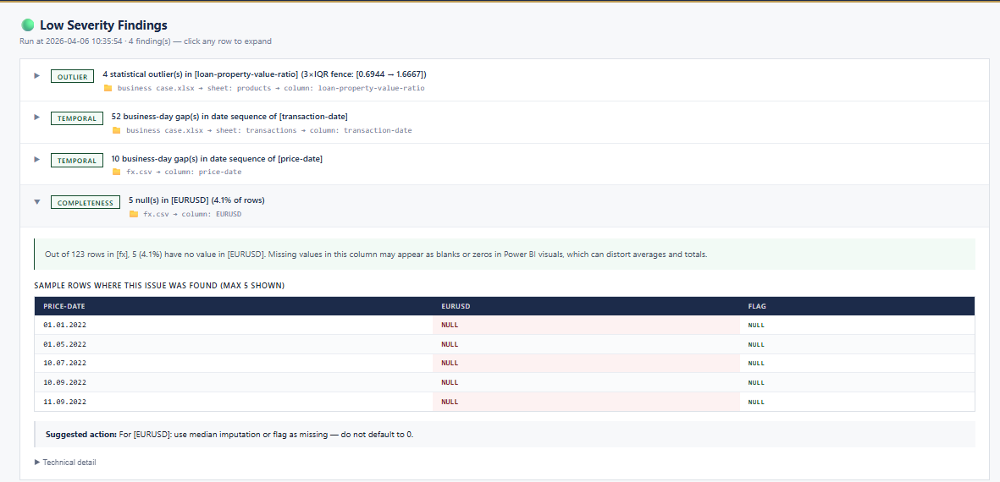 Low Severity Findings
Run at 2026-04-06 10:35:54 · 4 finding(s) — click any row to expand
▶ OUTLIER 4 statistical outlier(s) in [loan-property-value-ratio] (3×IQR fence: [0.6944 → 1.6667])
business case.xlsx → sheet: products → column: loan-property-value-ratio
▶ TEMPORAL 52 business-day gap(s) in date sequence of [transaction-date]
business case.xlsx → sheet: transactions → column: transaction-date
▶ TEMPORAL 10 business-day gap(s) in date sequence of [price-date]
fx.csv → column: price-date
▼ COMPLETENESS 5 null(s) in [EURUSD] (4.1% of rows)
fx.csv → column: EURUSD
Out of 123 rows in [fx], 5 (4.1%) have no value in [EURUSD]. Missing values in this column may appear as blanks or zeros in Power BI visuals, which can distort averages and totals.
SAMPLE ROWS WHERE THIS ISSUE WAS FOUND (MAX 5 SHOWN)
PRICE-DATE EURUSD FLAG
01.01.2022 NULL NULL
01.05.2022 NULL NULL
10.07.2022 NULL NULL
10.09.2022 NULL NULL
11.09.2022 NULL NULL
Suggested action: For [EURUSD]: use median imputation or flag as missing — do not default to 0.
▶ Technical detail